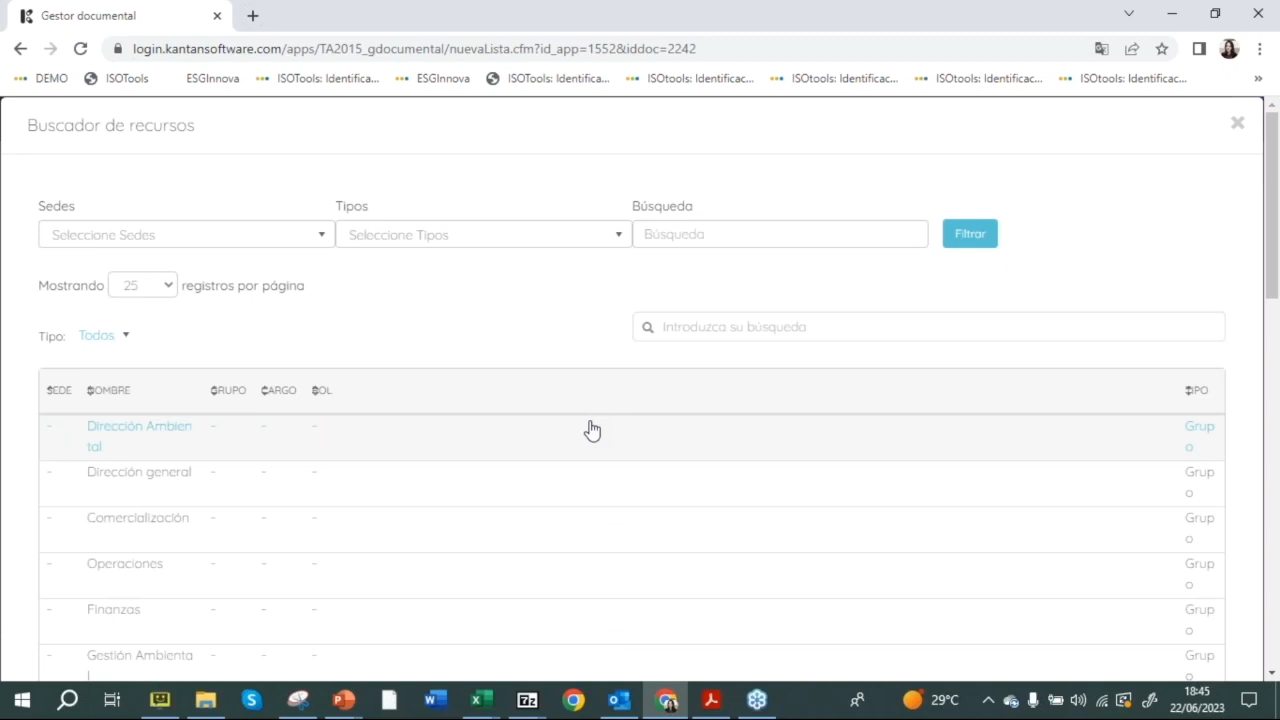 Gestor documental
login.kantansoftware.com/apps/TA2015_gdocumental/nuevaLista.cfm?id_app=1552&iddoc=2242
DEMO ISOTools ESGInnova ISOTools: Identifica... ESGInnova ISOTools: Identifica... ISOtools: Identificac... ISOtools: Identificac... ISOtools: Identificac... ISOtools: Identificac... »
Buscador de recursos
Sedes Tipos Búsqueda
Seleccione Sedes Seleccione Tipos Búsqueda Filtrar
Mostrando 25 registros por página
Tipo: Todos Introduzca su búsqueda
SEDE NOMBRE GRUPO CARGO ROL TIPO
- Dirección Ambien - - - Grup
tal o
- Dirección general - - - Grup
o
- Comercialización - - - Grup
o
- Operaciones - - - Grup
o
- Finanzas - - - Grup
o
- Gestión Ambienta - - - Grup
l o
29°C 18:45
22/06/2023